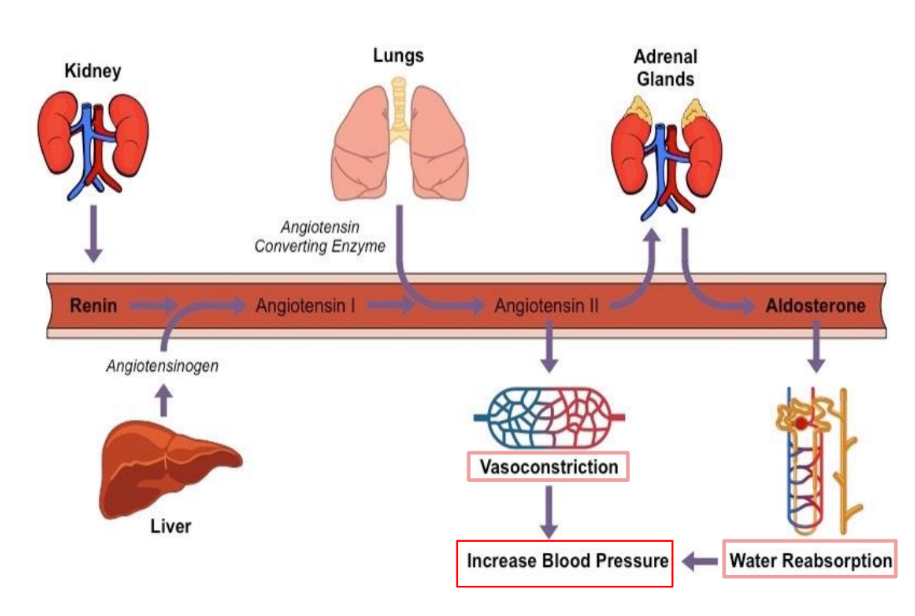 Kidney
Lungs
Adrenal
Glands
Angiotensin
Converting Enzyme
Renin
Angiotensin I
Angiotensin II
Aldosterone
Angiotensinogen
Liver
Vasoconstriction
Increase Blood Pressure
Water Reabsorption